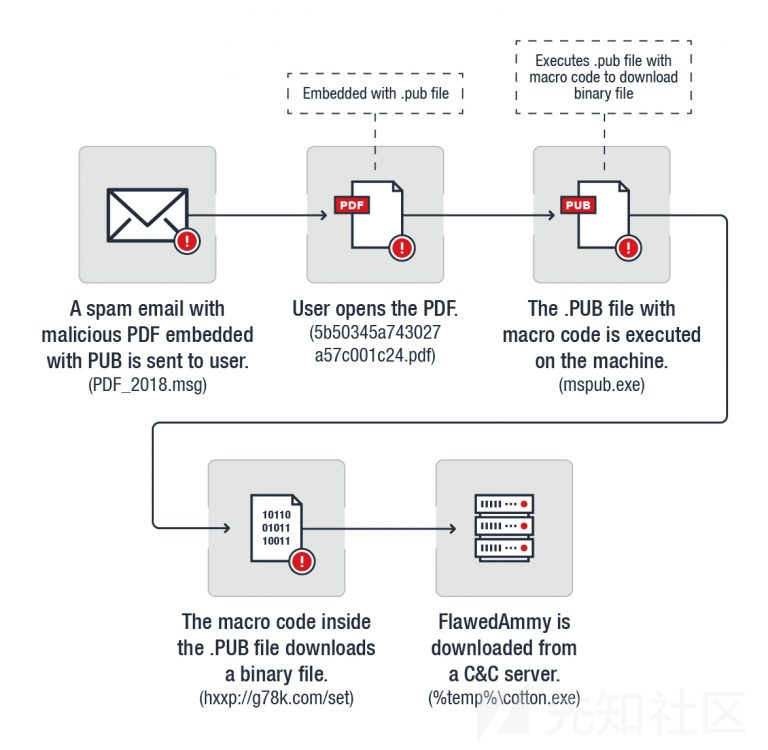 Embedded with .pub file
Executes .pub file with
macro code to download
binary file
PDF
PUB
A spam email with
malicious PDF embedded
with PUB is sent to user.
(PDF_2018.msg)
User opens the PDF.
(5b50345a743027
a57c001c24.pdf)
The .PUB file with
macro code is executed
on the machine.
(mspub.exe)
10110
01011
10011
The macro code inside
the .PUB file downloads
a binary file.
(hxxp://g78k.com/set)
FlawedAmmy is
downloaded from
a C&C server.
(%temp%\cotton.exe)
先知社区